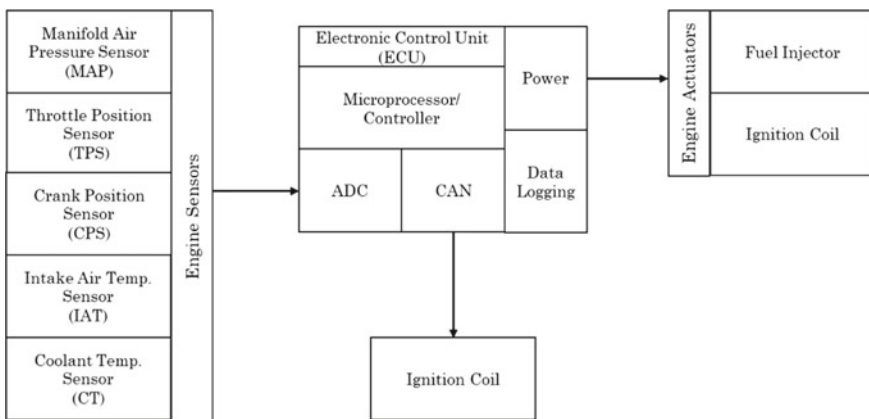 Manifold Air
Pressure Sensor
(MAP)
Throttle Position
Sensor
(TPS)
Crank Position
Sensor
(CPS)
Intake Air Temp.
Sensor
(IAT)
Coolant Temp.
Sensor
(CT)
Engine Sensors
Electronic Control Unit
(ECU)
Microprocessor/
Controller
ADC
CAN
Power
Data
Logging
Ignition Coil
Engine Actuators
Fuel Injector
Ignition Coil